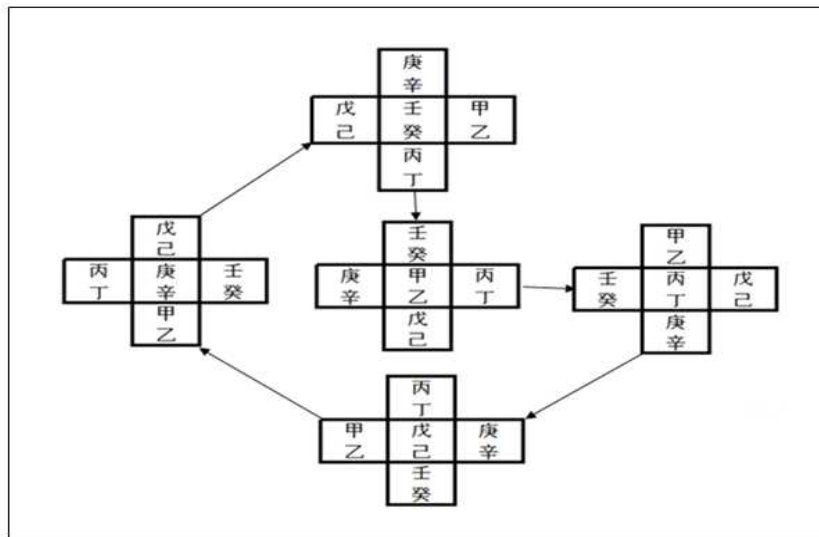 庚
辛
戊 壬 甲
己 癸 乙
丙
丁
戊
己
丙 庚 壬
丁 辛 癸
甲
乙
壬
癸
庚 甲 丙
辛 乙 丁
戊
己
甲
乙
壬 丙 戊
癸 丁 己
庚
辛
丙
丁
甲 戊 庚
乙 己 辛
壬
癸